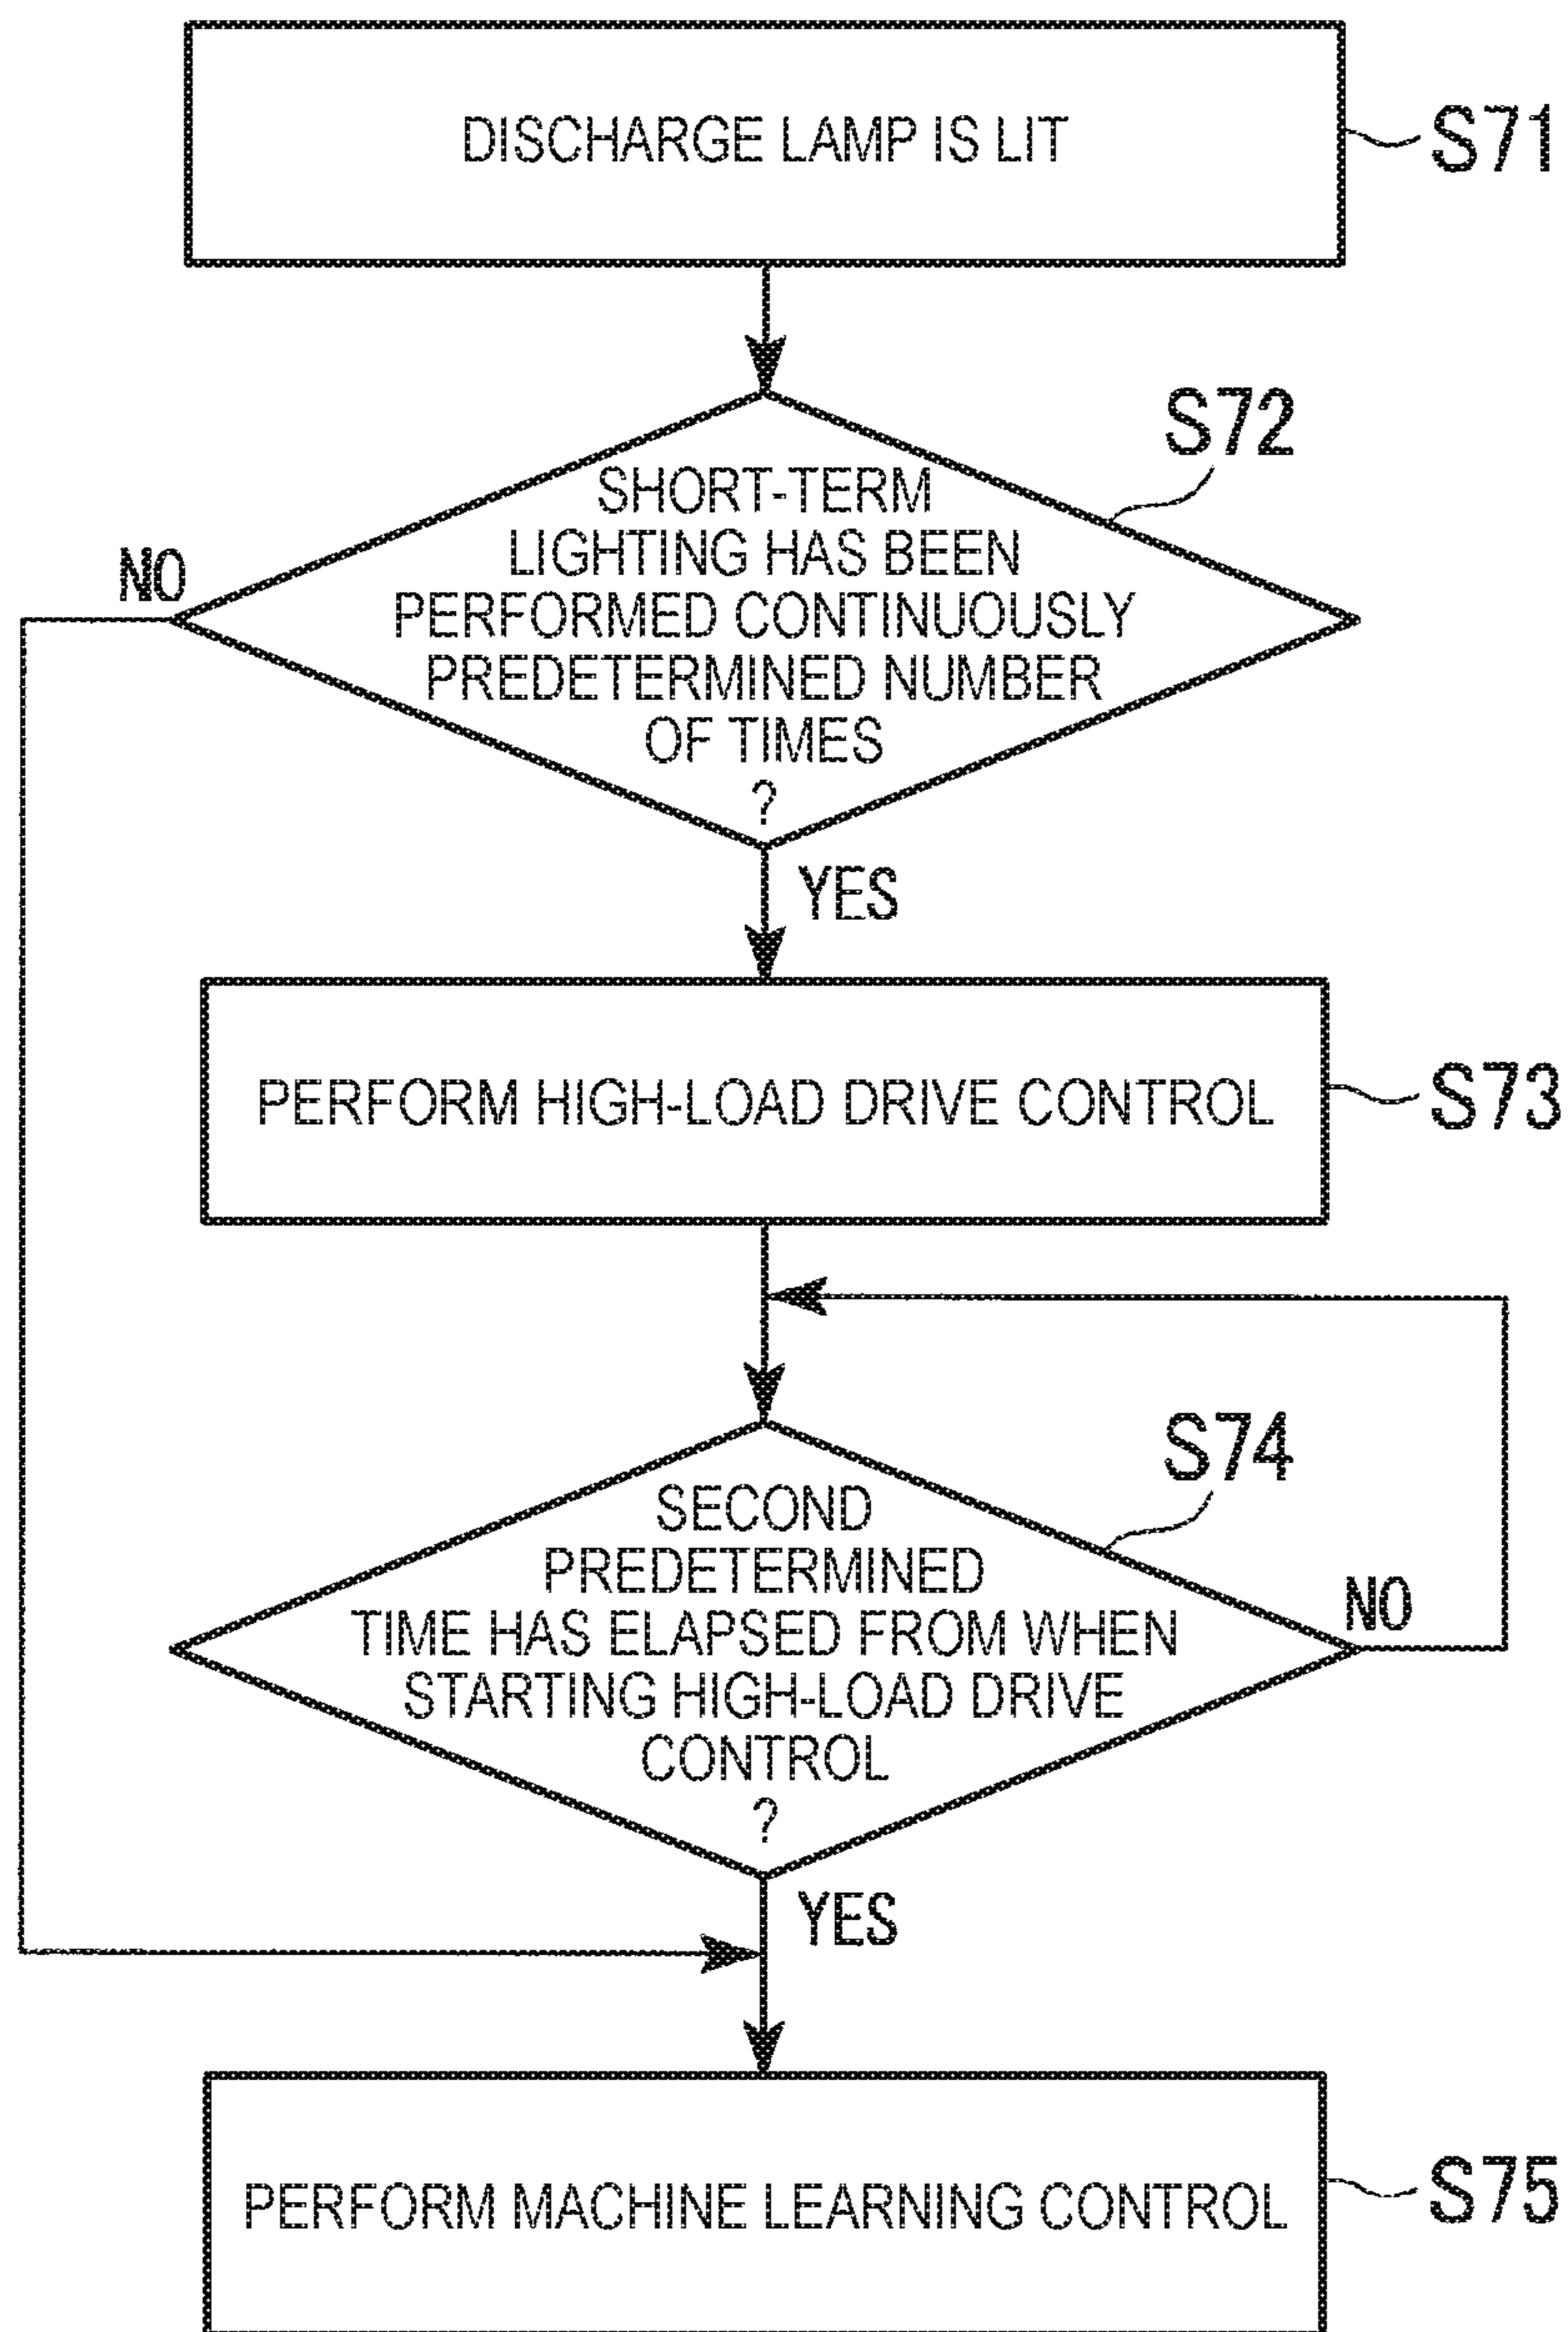 DISCHARGE LAMP IS LIT
S71
S72
SHORT-TERM
LIGHTING HAS BEEN
PERFORMED CONTINUOUSLY
PREDETERMINED NUMBER
OF TIMES
?
NO
YES
PERFORM HIGH-LOAD DRIVE CONTROL
S73
S74
SECOND
PREDETERMINED
TIME HAS ELAPSED FROM WHEN
STARTING HIGH-LOAD DRIVE
CONTROL
?
NO
YES
PERFORM MACHINE LEARNING CONTROL
S75